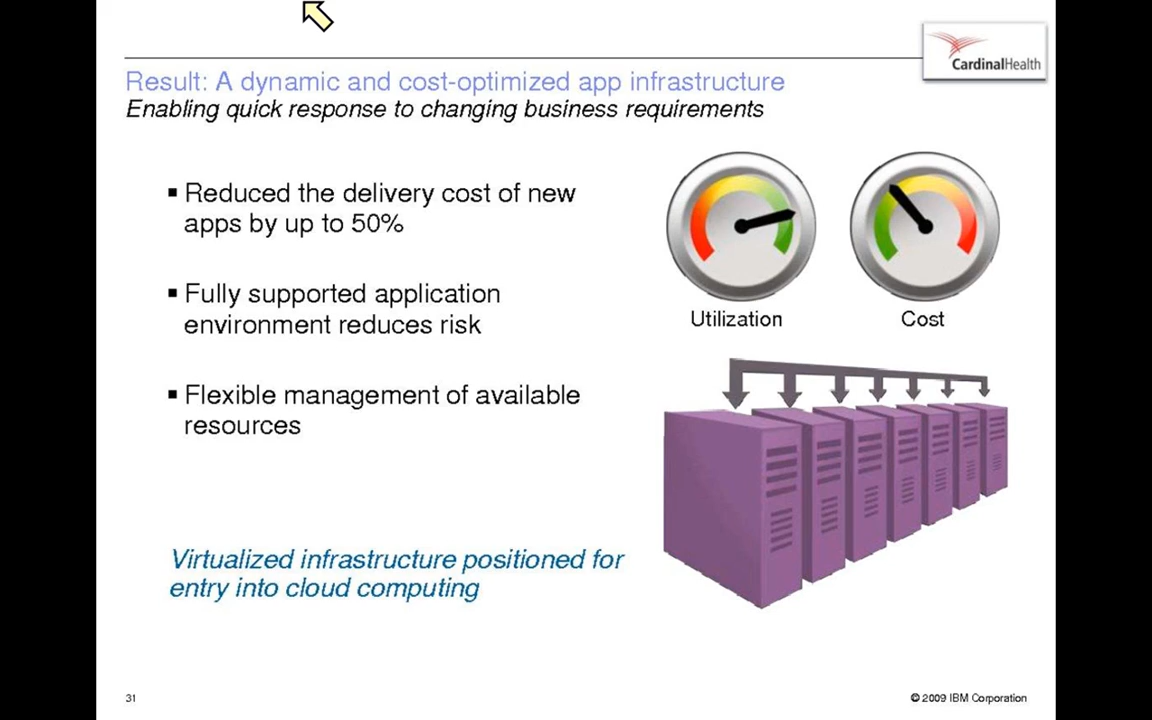 CardinalHealth
Result: A dynamic and cost-optimized app infrastructure
Enabling quick response to changing business requirements
▪ Reduced the delivery cost of new
apps by up to 50%
▪ Fully supported application
environment reduces risk
▪ Flexible management of available
resources
Virtualized infrastructure positioned for
entry into cloud computing
Utilization
Cost
31
© 2009 IBM Corporation